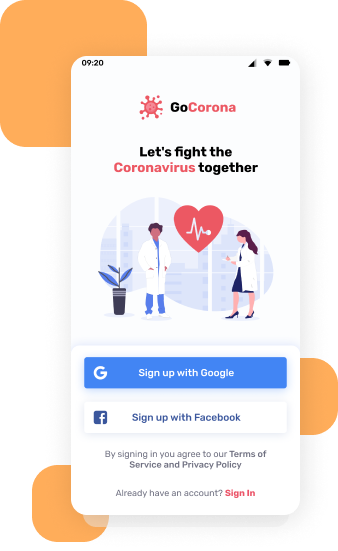 09:20
GoCorona
Let's fight the
Coronavirus together
Sign up with Google
Sign up with Facebook
By signing in you agree to our Terms of
Service and Privacy Policy
Already have an account? Sign In